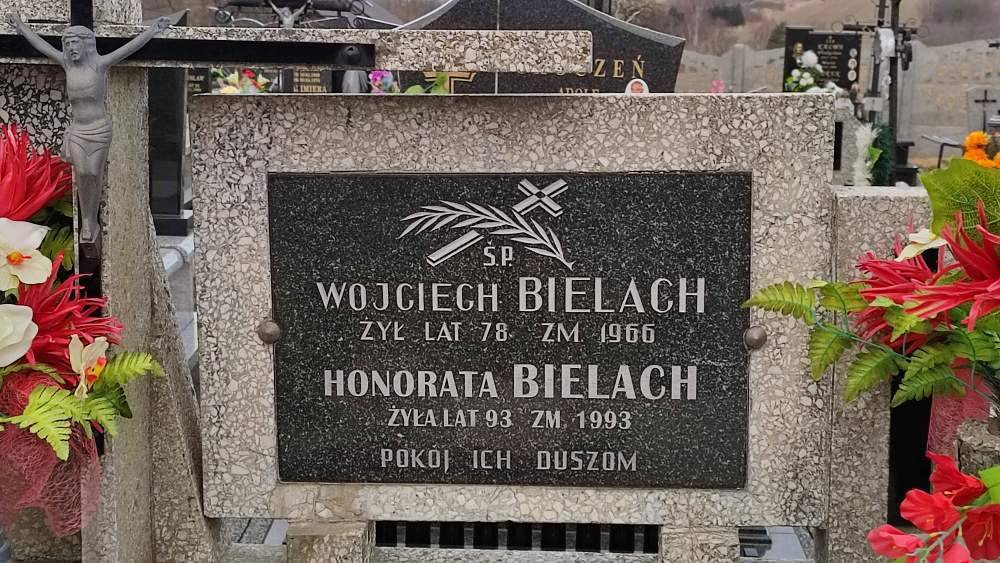 Ś.P.
WOJCIECH BIELACH
ŻYŁ LAT 78 ZM. 1966
HONORATA BIELACH
ŻYŁA LAT 93 ZM. 1993
POKÓJ ICH DUSZOM